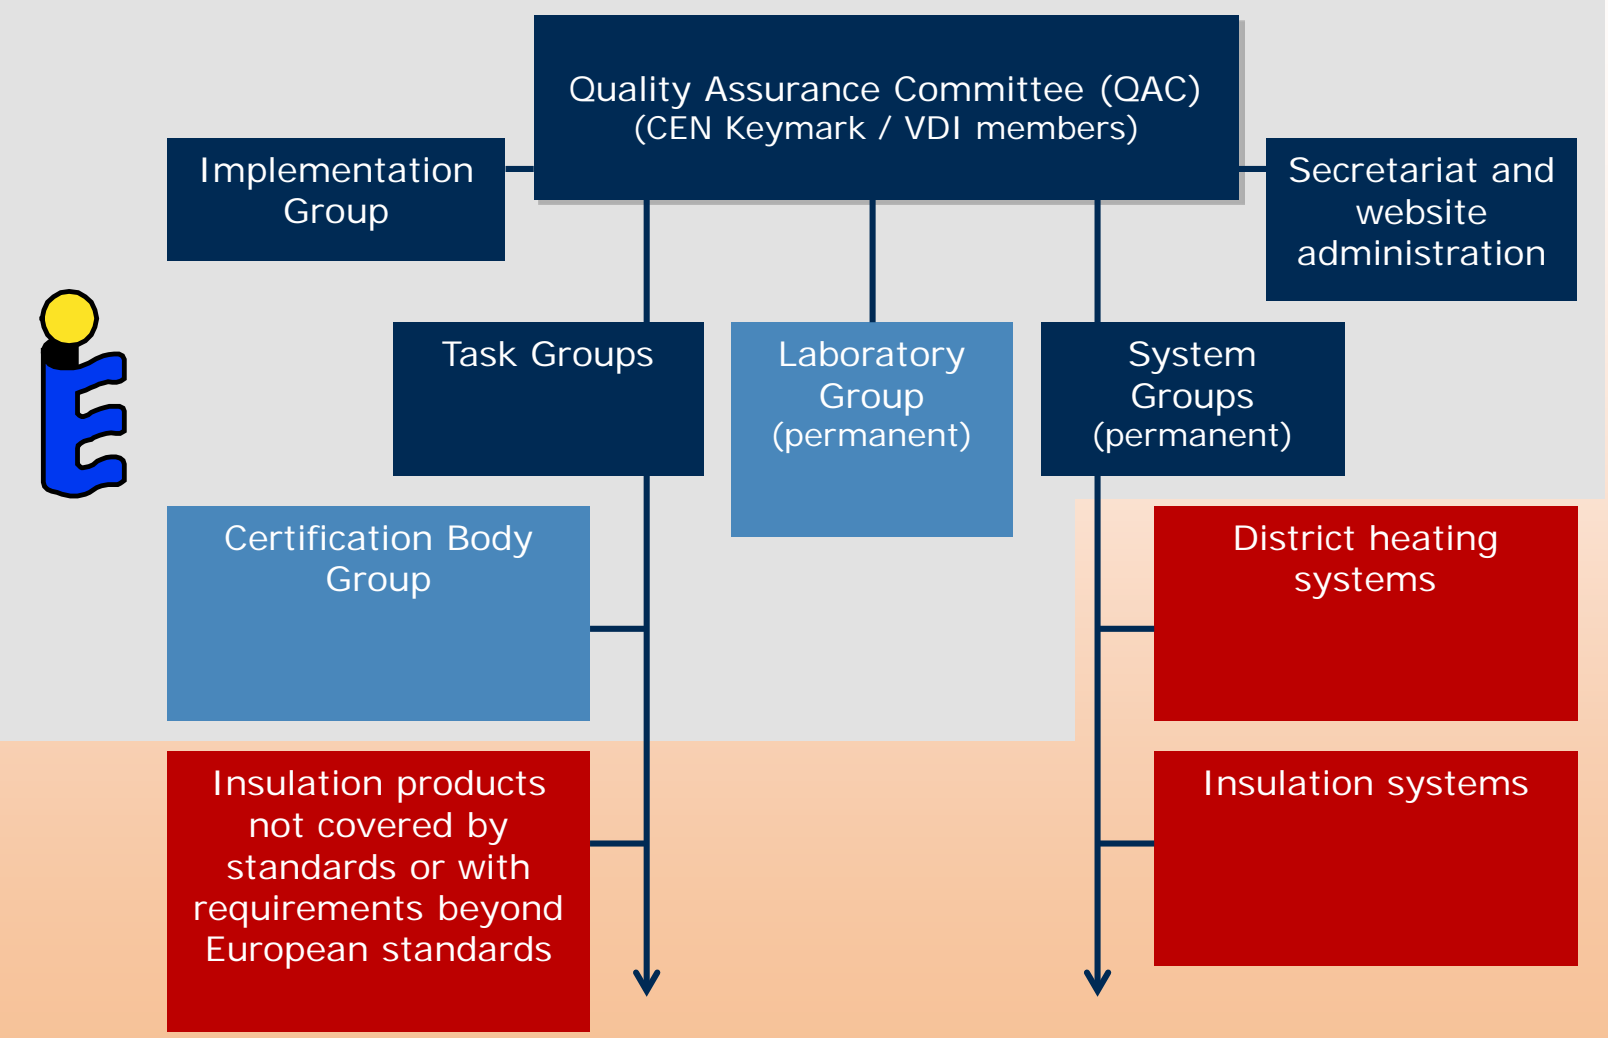 Quality Assurance Committee (QAC)
(CEN Keymark / VDI members)
Implementation
Group
Secretariat and
website
administration
Task Groups
Laboratory
Group
(permanent)
System
Groups
(permanent)
Certification Body
Group
District heating
systems
Insulation products
not covered by
standards or with
requirements beyond
European standards
Insulation systems